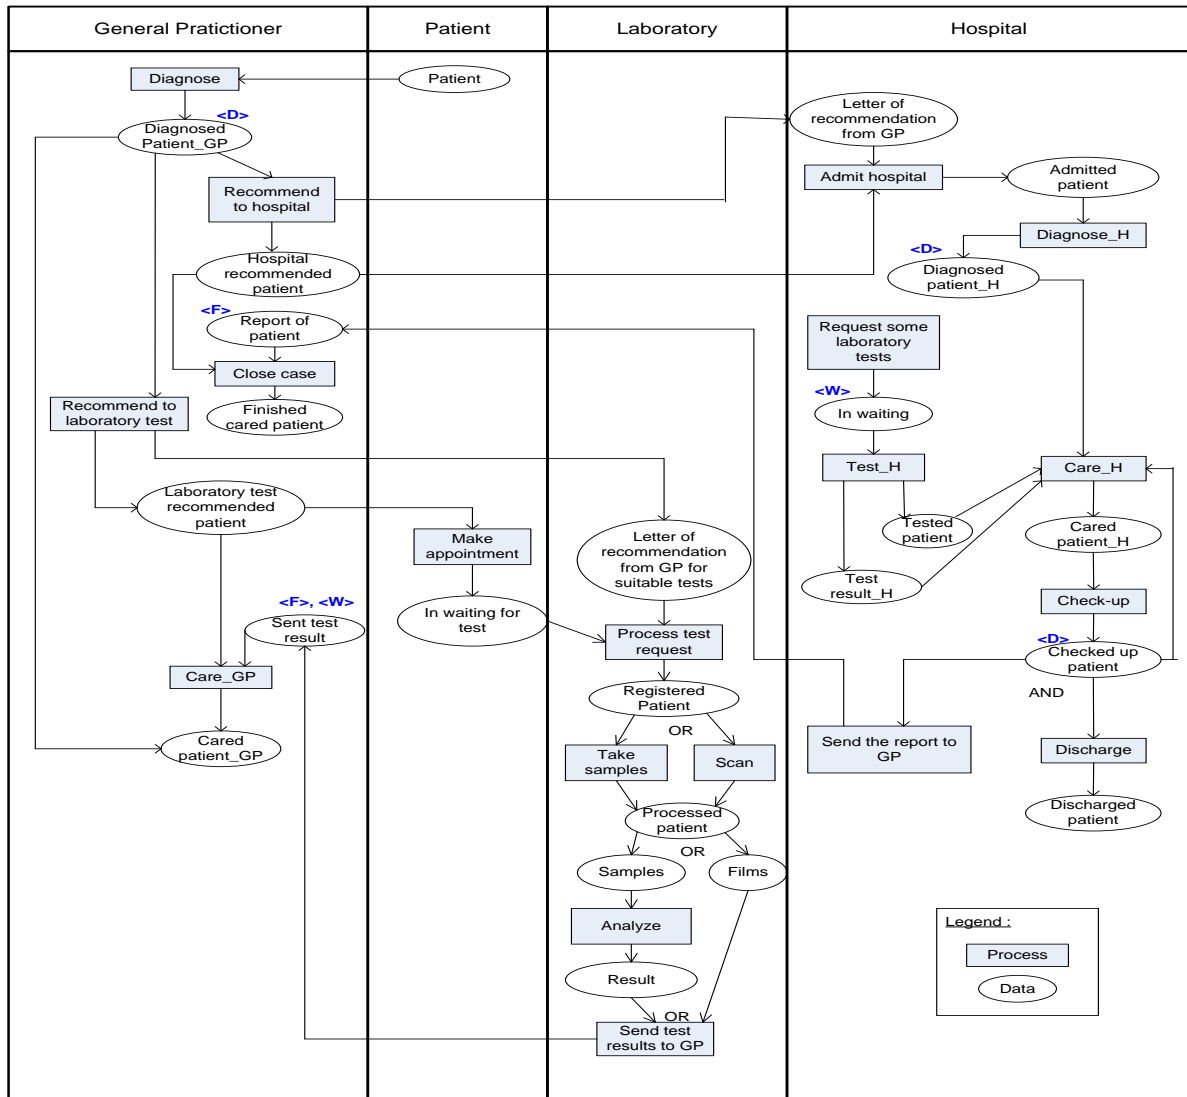 General Pratictioner
Patient
Laboratory
Hospital
Diagnose
Patient
<D>
Diagnosed
Patient_GP
Letter of
recommendation
from GP
Recommend
to hospital
Admit hospital
Admitted
patient
Diagnose_H
<D>
Hospital
recommended
patient
Diagnosed
patient_H
<F>
Report of
patient
Request some
laboratory
tests
Close case
<W>
Recommend to
laboratory test
Finished
cared patient
In waiting
Test_H
Care_H
Laboratory test
recommended
patient
Make
appointment
Letter of
recommendation
from GP for
suitable tests
Tested
patient
Cared
patient_H
Test
result_H
<F>, <W>
Sent test
result
In waiting for
test
Check-up
Process test
request
<D>
Checked up
patient
AND
Care_GP
Registered
Patient
OR
Cared
patient_GP
Take
samples
Scan
Send the report to
GP
Discharge
Processed
patient
Discharged
patient
OR
Samples
Films
Analyze
Legend :
Process
Result
Data
OR
Send test
results to GP